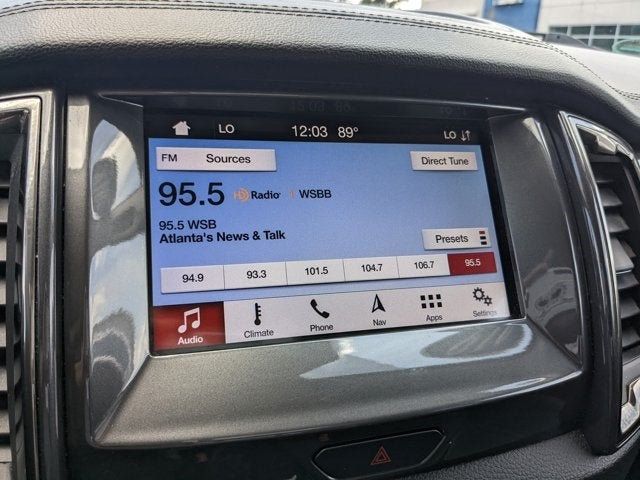 LO 12:03 89° LO
FM Sources Direct Tune
95.5 HD Radio WSBB
95.5 WSB
Atlanta's News & Talk
Presets
94.9 93.3 101.5 104.7 106.7 95.5
Audio Climate Phone Nav Apps Settings